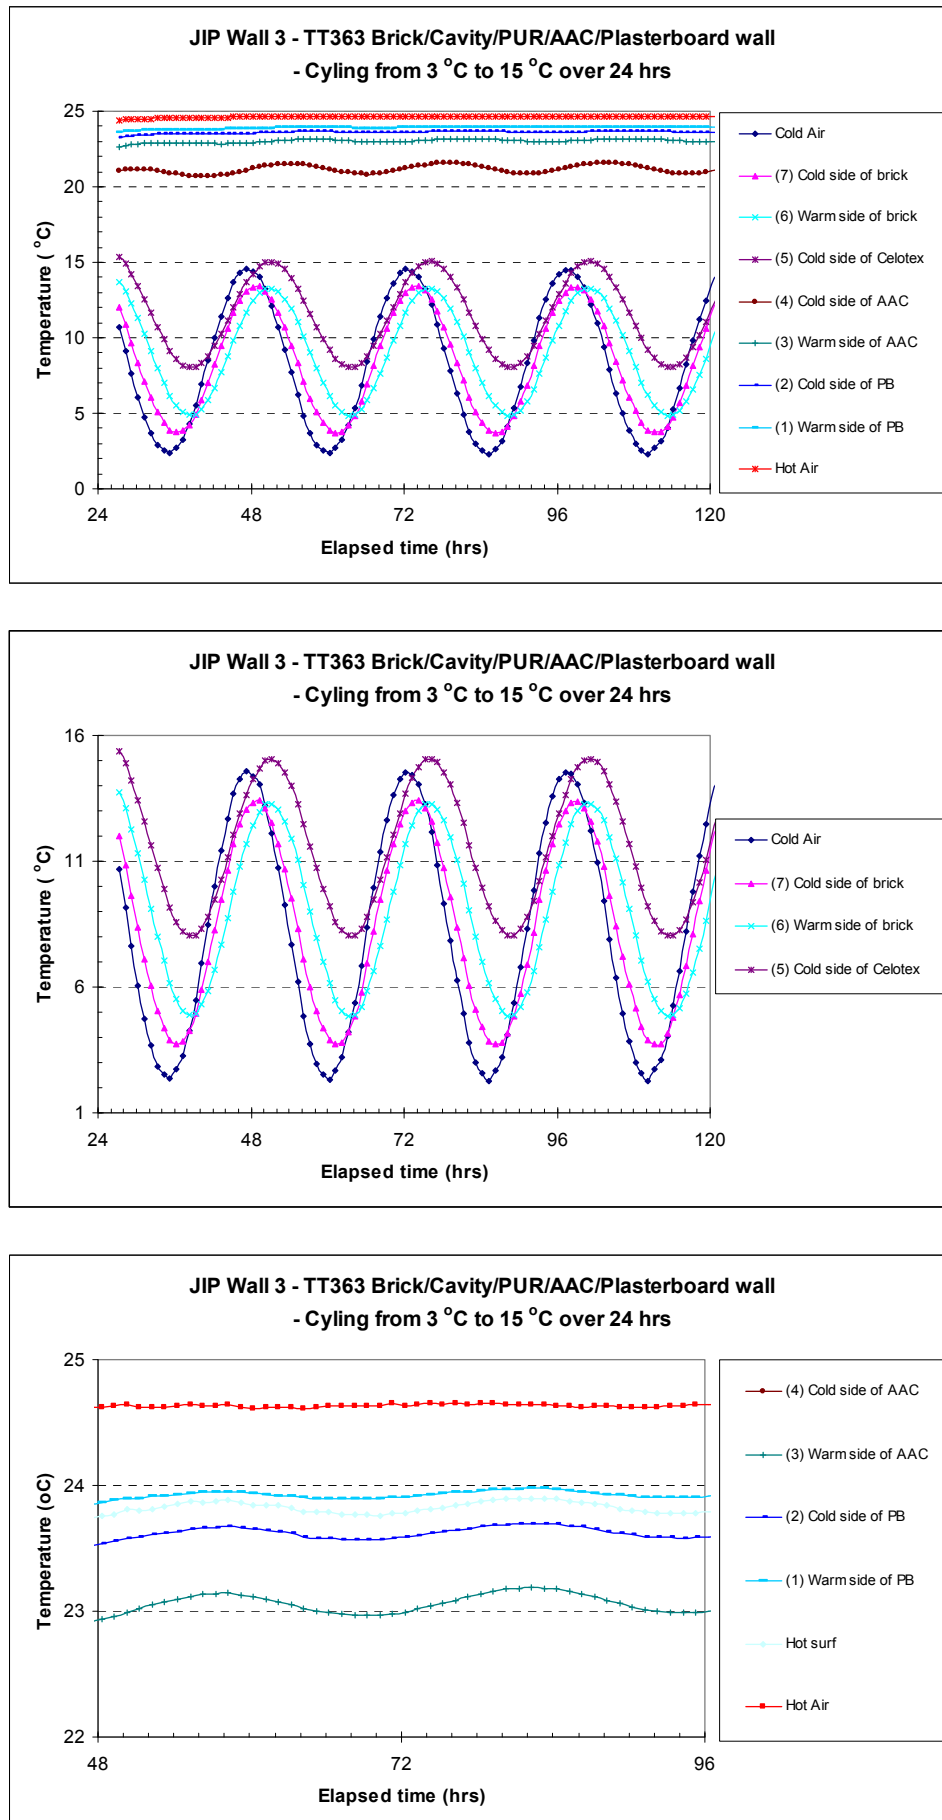 JIP Wall 3 - TT363 Brick/Cavity/PUR/AAC/Plasterboard wall
- Cyling from 3 °C to 15 °C over 24 hrs
25
20
15
10
5
0
Temperature ( °C)
24
48
72
96
120
Elapsed time (hrs)
Cold Air
(7) Cold side of brick
(6) Warm side of brick
(5) Cold side of Celotex
(4) Cold side of AAC
(3) Warm side of AAC
(2) Cold side of PB
(1) Warm side of PB
Hot Air
JIP Wall 3 - TT363 Brick/Cavity/PUR/AAC/Plasterboard wall
- Cyling from 3 °C to 15 °C over 24 hrs
16
11
6
1
Temperature ( °C)
24
48
72
96
120
Elapsed time (hrs)
Cold Air
(7) Cold side of brick
(6) Warm side of brick
(5) Cold side of Celotex
JIP Wall 3 - TT363 Brick/Cavity/PUR/AAC/Plasterboard wall
- Cyling from 3 °C to 15 °C over 24 hrs
25
24
23
22
Temperature (oC)
48
72
96
Elapsed time (hrs)
(4) Cold side of AAC
(3) Warm side of AAC
(2) Cold side of PB
(1) Warm side of PB
Hot surf
Hot Air